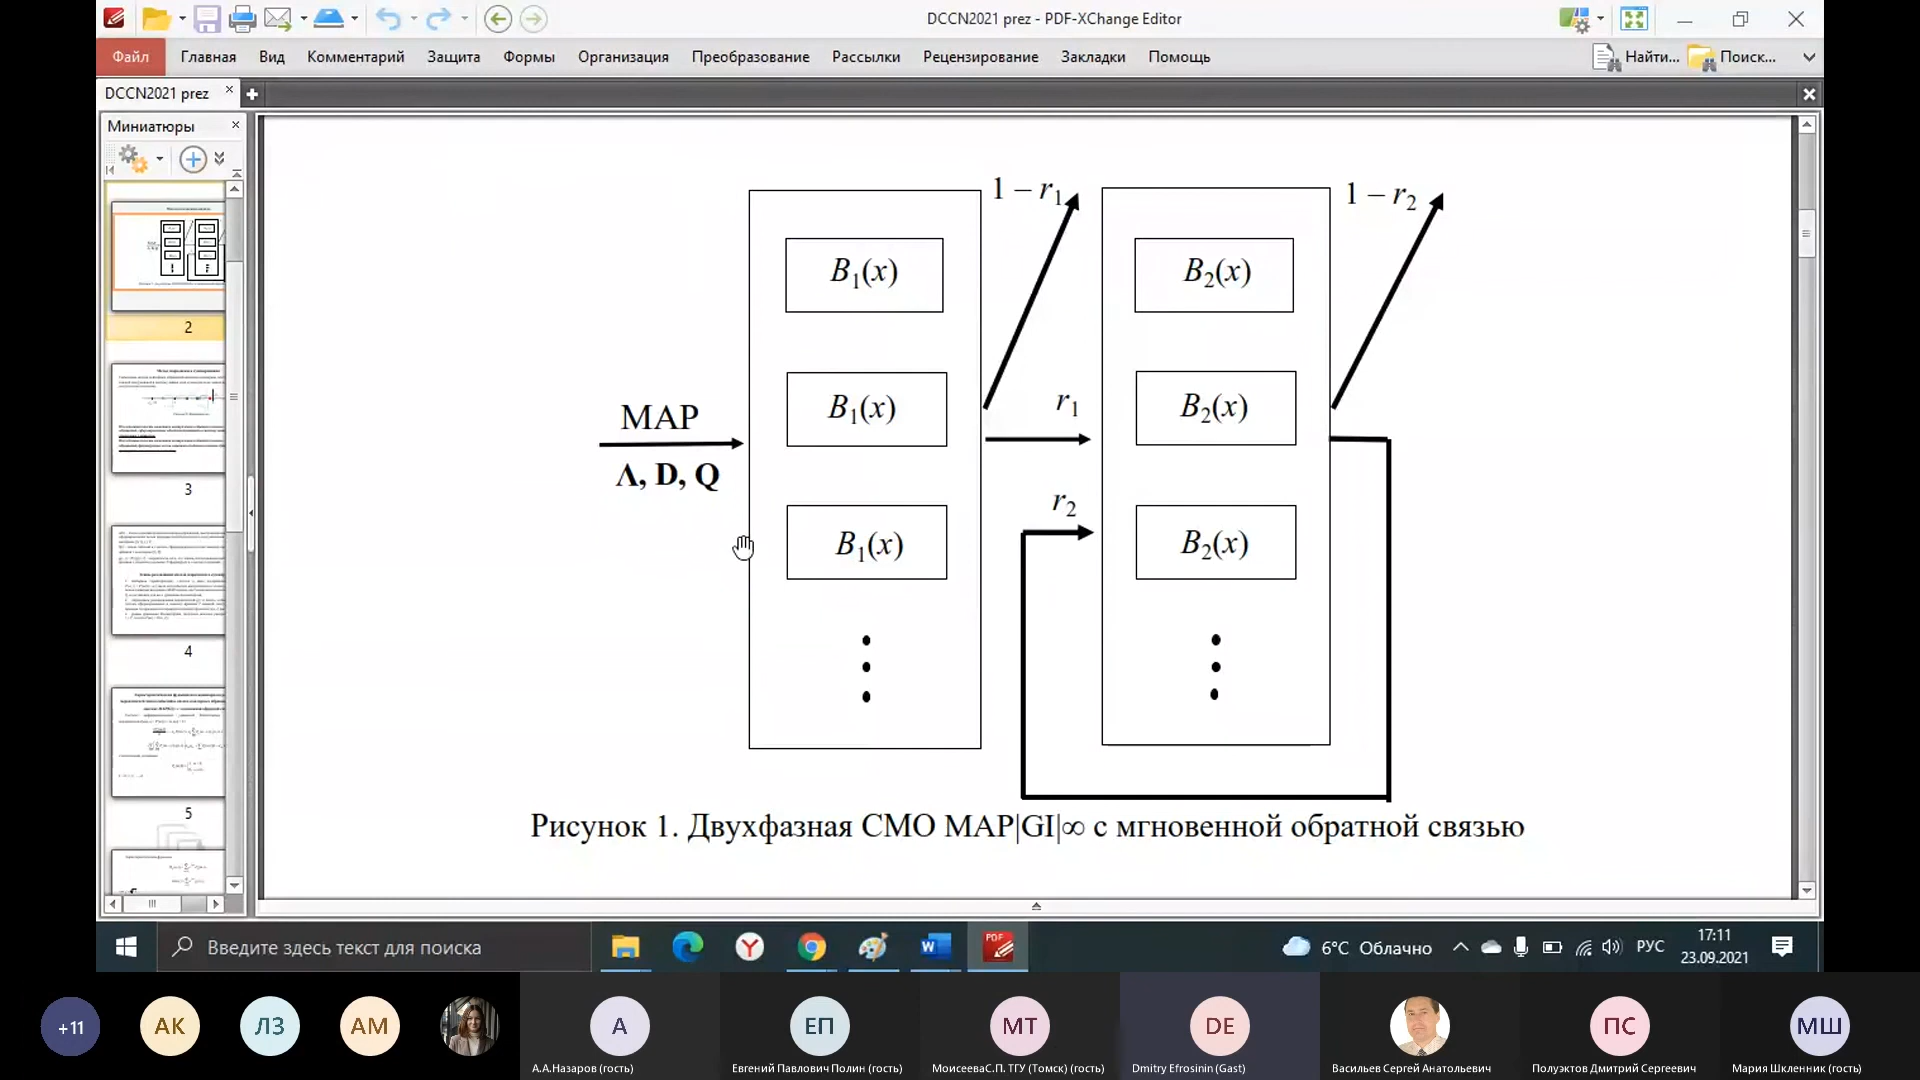 DCCN2021 prez - PDF-XChange Editor
Файл Главная Вид Комментарий Защита Формы Организация Преобразование Рассылки Рецензирование Закладки Помощь
Найти... Поиск...
DCCN2021 prez
Миниатюры
2
3
4
5
1 – r₁
1 – r₂
B₁(x)
B₂(x)
MAP
Λ, D, Q
B₁(x)
r₁
B₂(x)
r₂
B₁(x)
B₂(x)
Рисунок 1. Двухфазная СМО MAP|GI|∞ с мгновенной обратной связью
Введите здесь текст для поиска
6°C Облачно
РУС
17:11
23.09.2021
+11
АК
ЛЗ
АМ
А
ЕП
МТ
DE
ПС
МШ
А.А.Назаров (гость)
Евгений Павлович Полин (гость)
МоисееваС.П. ТГУ (Томск) (гость)
Dmitry Efrosinin (Gast)
Васильев Сергей Анатольевич
Полуэктов Дмитрий Сергеевич
Мария Шкленник (гость)